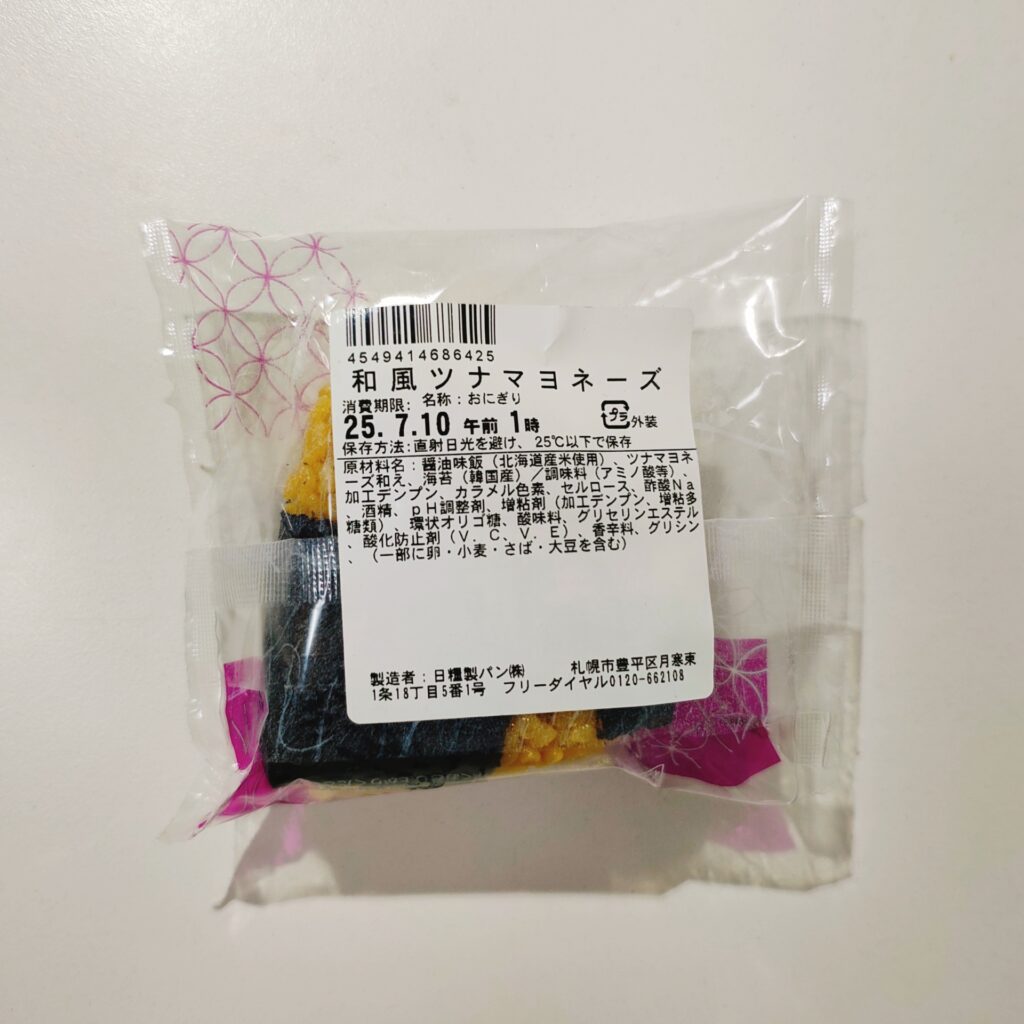 4549414686425
和風ツナマヨネーズ
消費期限: 名称：おにぎり
25. 7.10 午前 1時
プラ 外装
保存方法:直射日光を避け、25℃以下で保存
原材料名：醤油味飯（北海道産米使用）、ツナマヨネ
ーズ和え、海苔（韓国産）／調味料（アミノ酸等）、
加工デンプン、カラメル色素、セルロース、酢酸Na
、酒精、pH調整剤、増粘剤（加工デンプン、増粘多
糖類）、環状オリゴ糖、酸味料、グリセリンエステル
、酸化防止剤（V．C、V．E）、香辛料、グリシン
、（一部に卵・小麦・さば・大豆を含む）
製造者：日糧製パン㈱ 札幌市豊平区月寒東
1条18丁目5番1号 フリーダイヤル0120-662108